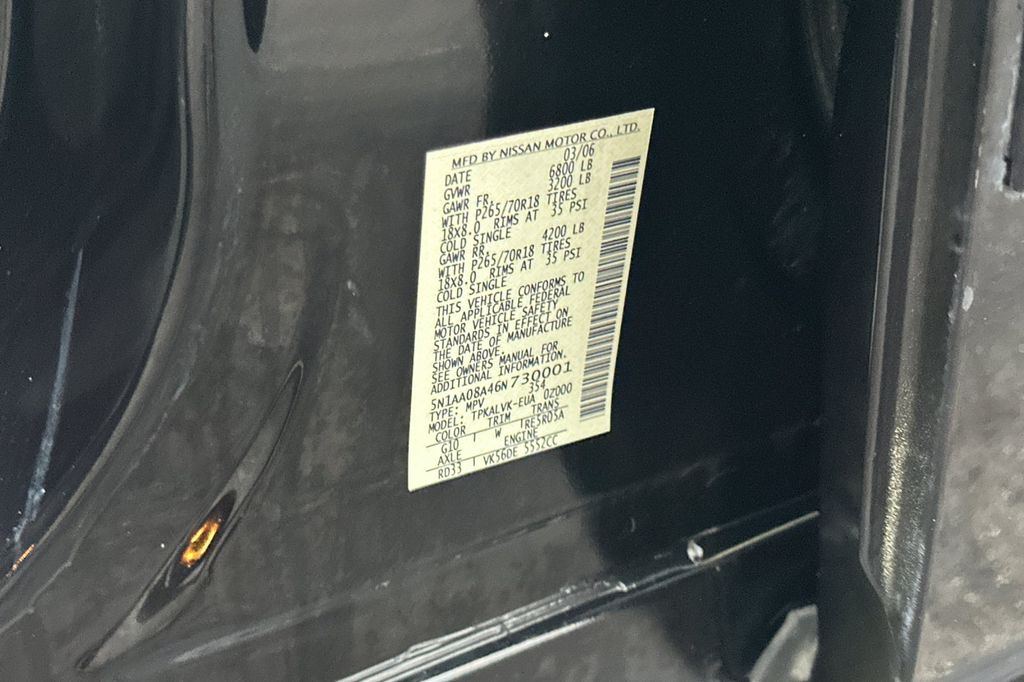 MFD BY NISSAN MOTOR CO., LTD.
DATE 03/06
GVWR 6800 LB
GAWR FR. 3200 LB
WITH P265/70R18 TIRES
18X8.0 RIMS AT 35 PSI
COLD SINGLE
GAWR RR. 4200 LB
WITH P265/70R18 TIRES
18X8.0 RIMS AT 35 PSI
COLD SINGLE
THIS VEHICLE CONFORMS TO
ALL APPLICABLE FEDERAL
MOTOR VEHICLE SAFETY
STANDARDS IN EFFECT ON
THE DATE OF MANUFACTURE
SHOWN ABOVE.
SEE OWNERS MANUAL FOR
ADDITIONAL INFORMATION.
5N1AA08A46N730001
TYPE: MPV 354
MODEL: TPKALVK-EUA 0Z000
COLOR TRIM TRANS
G10 W RE5R05A
AXLE ENGINE
RD33 VK56DE 5552CC